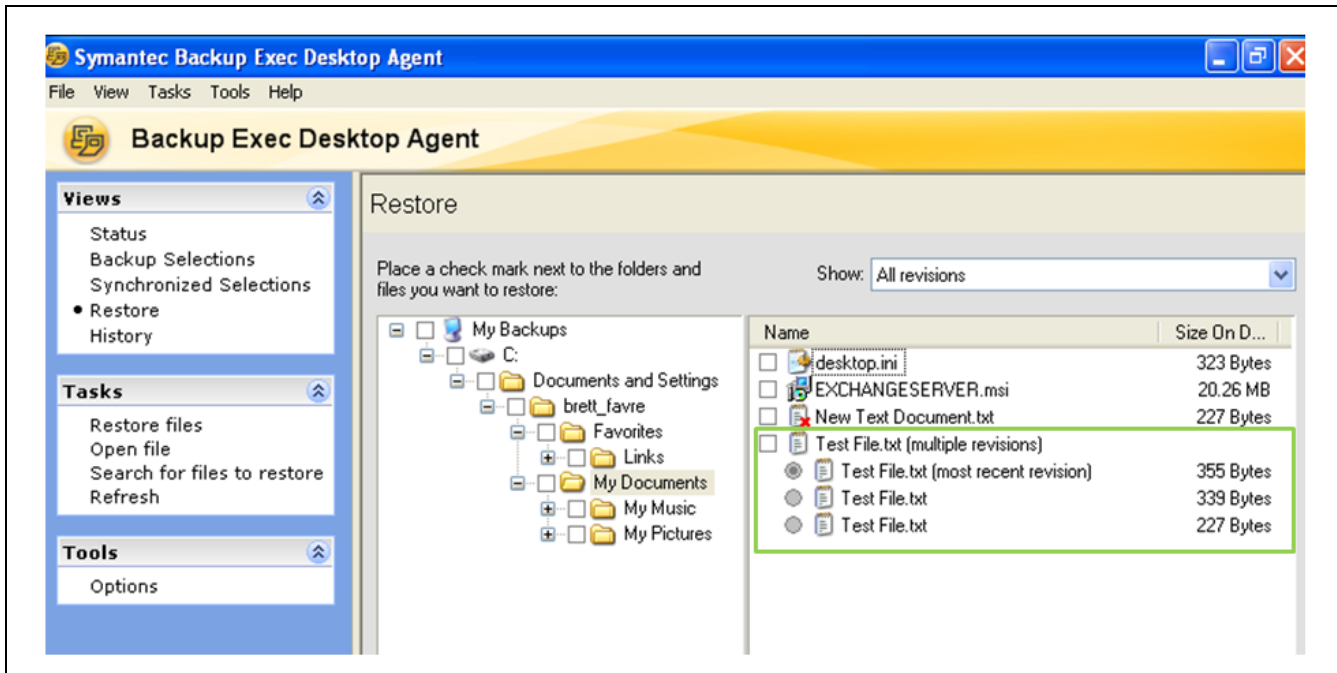 Symantec Backup Exec Desktop Agent
File View Tasks Tools Help
Backup Exec Desktop Agent
Views
Status
Backup Selections
Synchronized Selections
Restore
History
Tasks
Restore files
Open file
Search for files to restore
Refresh
Tools
Options
Restore
Place a check mark next to the folders and
files you want to restore:
Show: All revisions
My Backups
C:
Documents and Settings
brett_favre
Favorites
Links
My Documents
My Music
My Pictures
Name Size On D...
desktop.ini 323 Bytes
EXCHANGESERVER.msi 20.26 MB
New Text Document.txt 227 Bytes
Test File.txt (multiple revisions)
Test File.txt (most recent revision) 355 Bytes
Test File.txt 339 Bytes
Test File.txt 227 Bytes